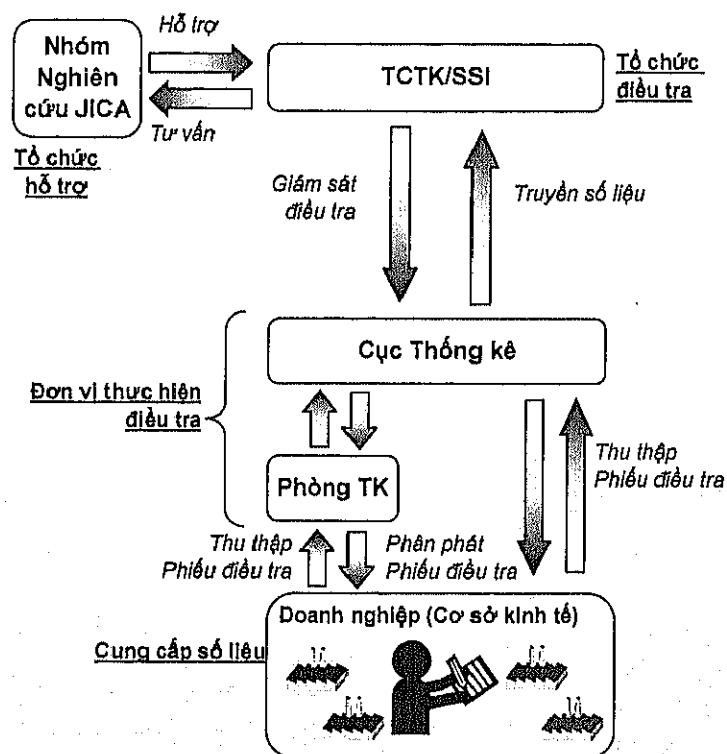 Hỗ trợ
Nhóm
Nghiên
cứu JICA
TCTK/SSI
Tổ chức
điều tra
Tư vấn
Tổ chức
hỗ trợ
Giám sát
điều tra
Truyền số liệu
Cục Thống kê
Đơn vị thực hiện
điều tra
Phòng TK
Thu thập
Phiếu điều tra
Thu thập
Phiếu điều tra
Phân phát
Phiếu điều tra
Doanh nghiệp (Cơ sở kinh tế)
Cung cấp số liệu